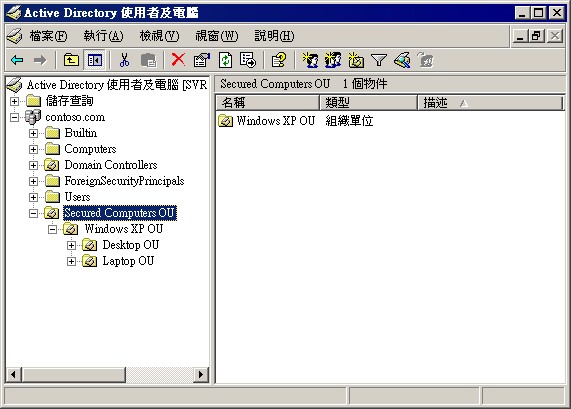 Active Directory 使用者及電腦
檔案(F) 執行(A) 檢視(V) 視窗(W) 說明(H)
Active Directory 使用者及電腦 [SVR
儲存查詢
contoso.com
Builtin
Computers
Domain Controllers
ForeignSecurityPrincipals
Users
Secured Computers OU
Windows XP OU
Desktop OU
Laptop OU
Secured Computers OU 1 個物件
名稱 類型 描述
Windows XP OU 組織單位